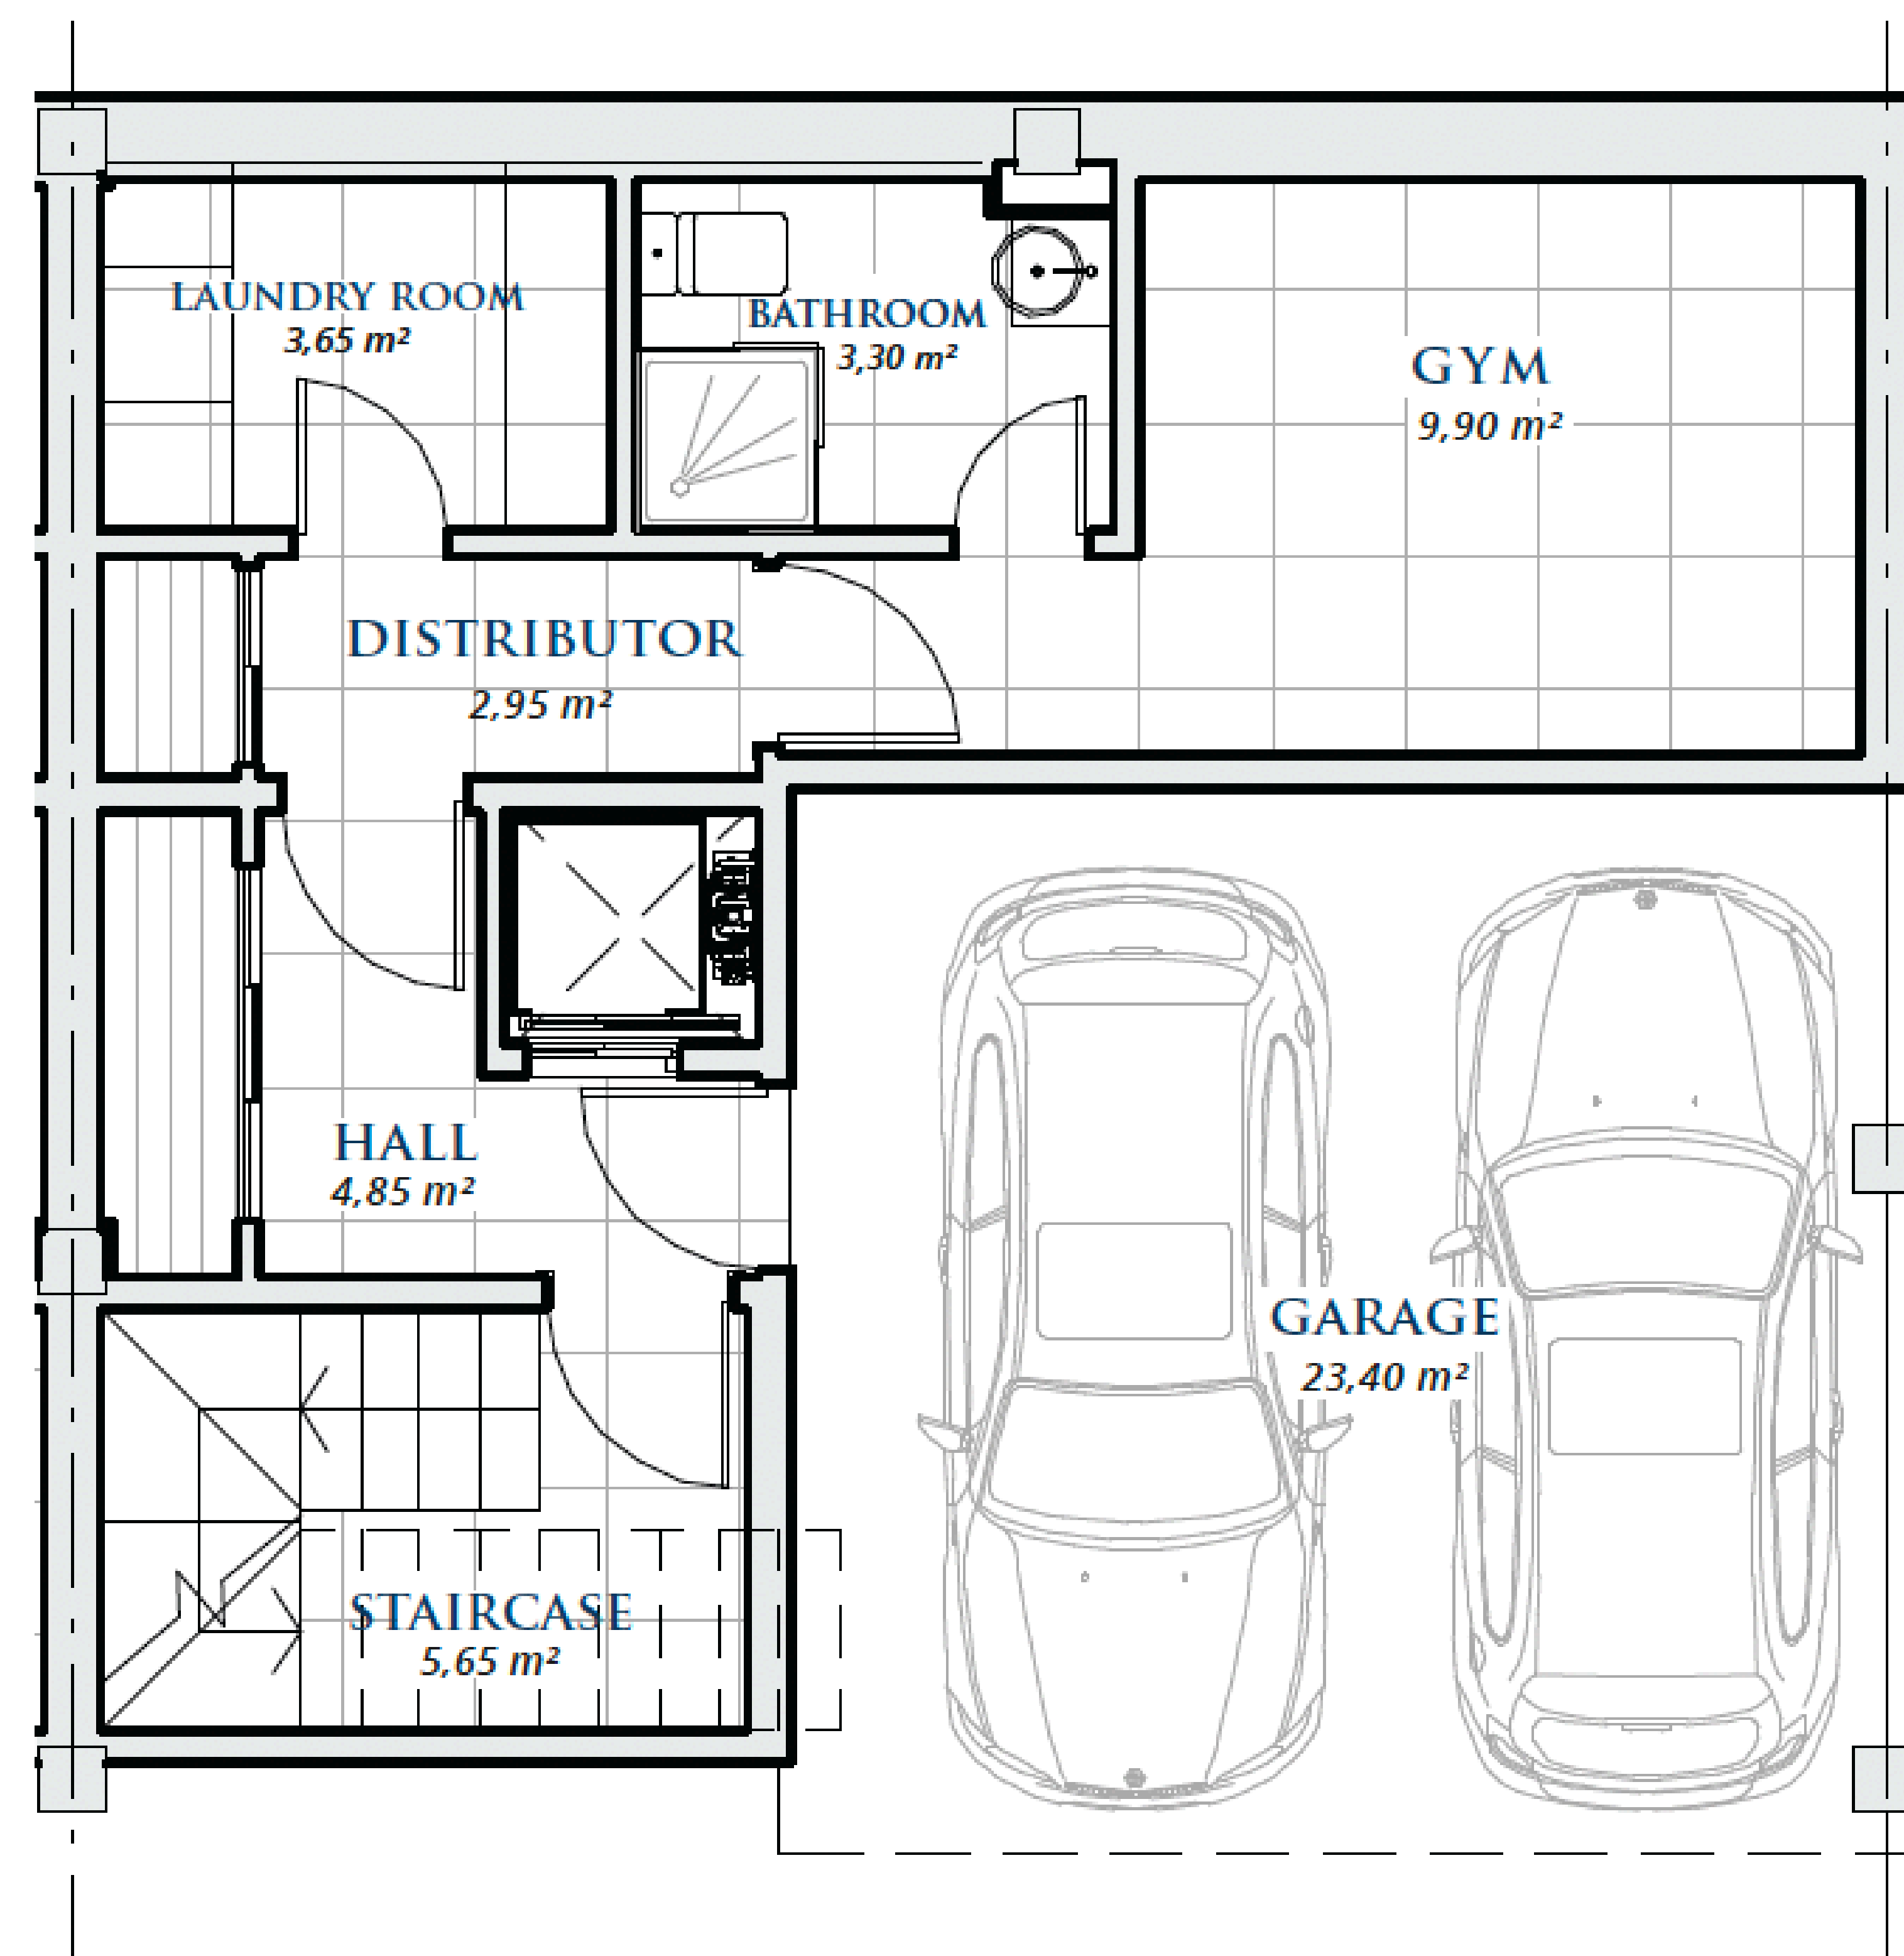 LAUNDRY ROOM
3,65 m²
BATHROOM
3,30 m²
GYM
9,90 m²
DISTRIBUTOR
2,95 m²
HALL
4,85 m²
GARAGE
23,40 m²
STAIRCASE
5,65 m²